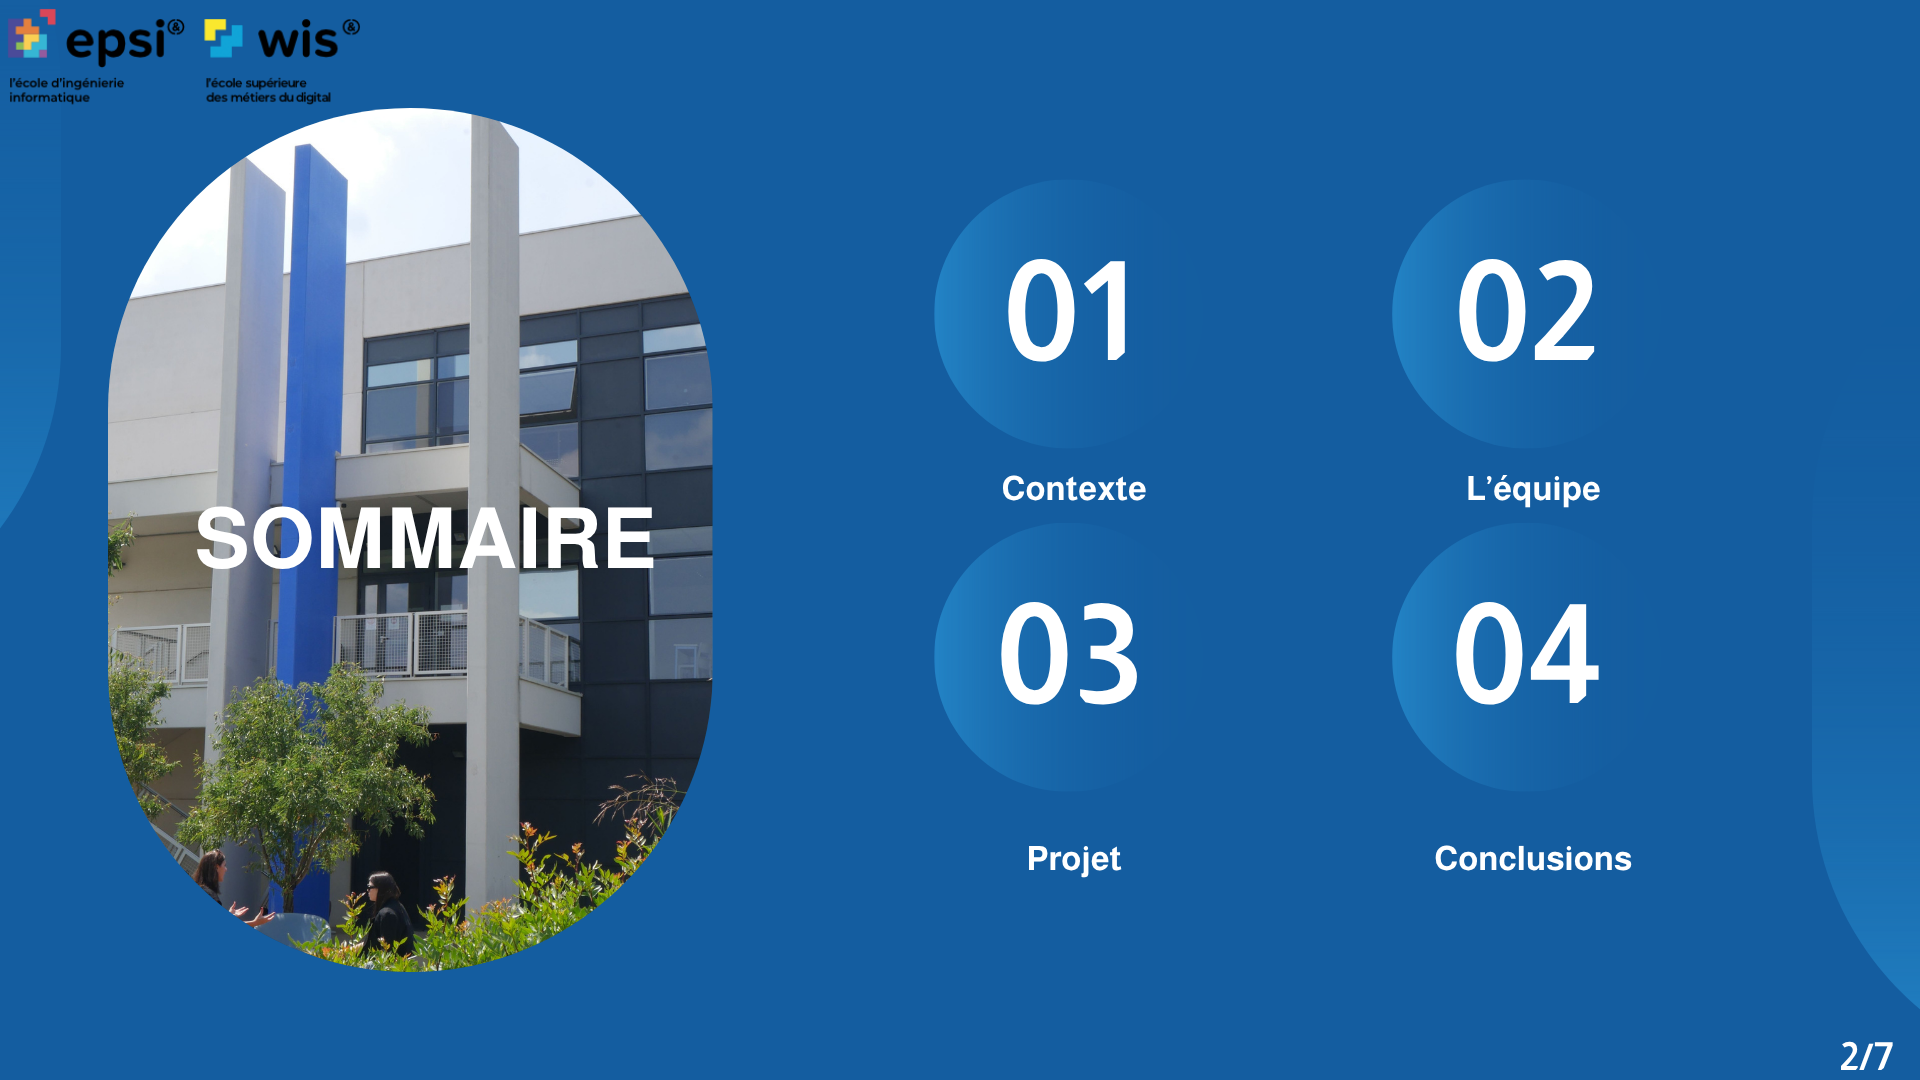 epsi&
l'école d'ingénierie
informatique
wis&
l'école supérieure
des métiers du digital
SOMMAIRE
01
Contexte
02
L’équipe
03
Projet
04
Conclusions
2/7